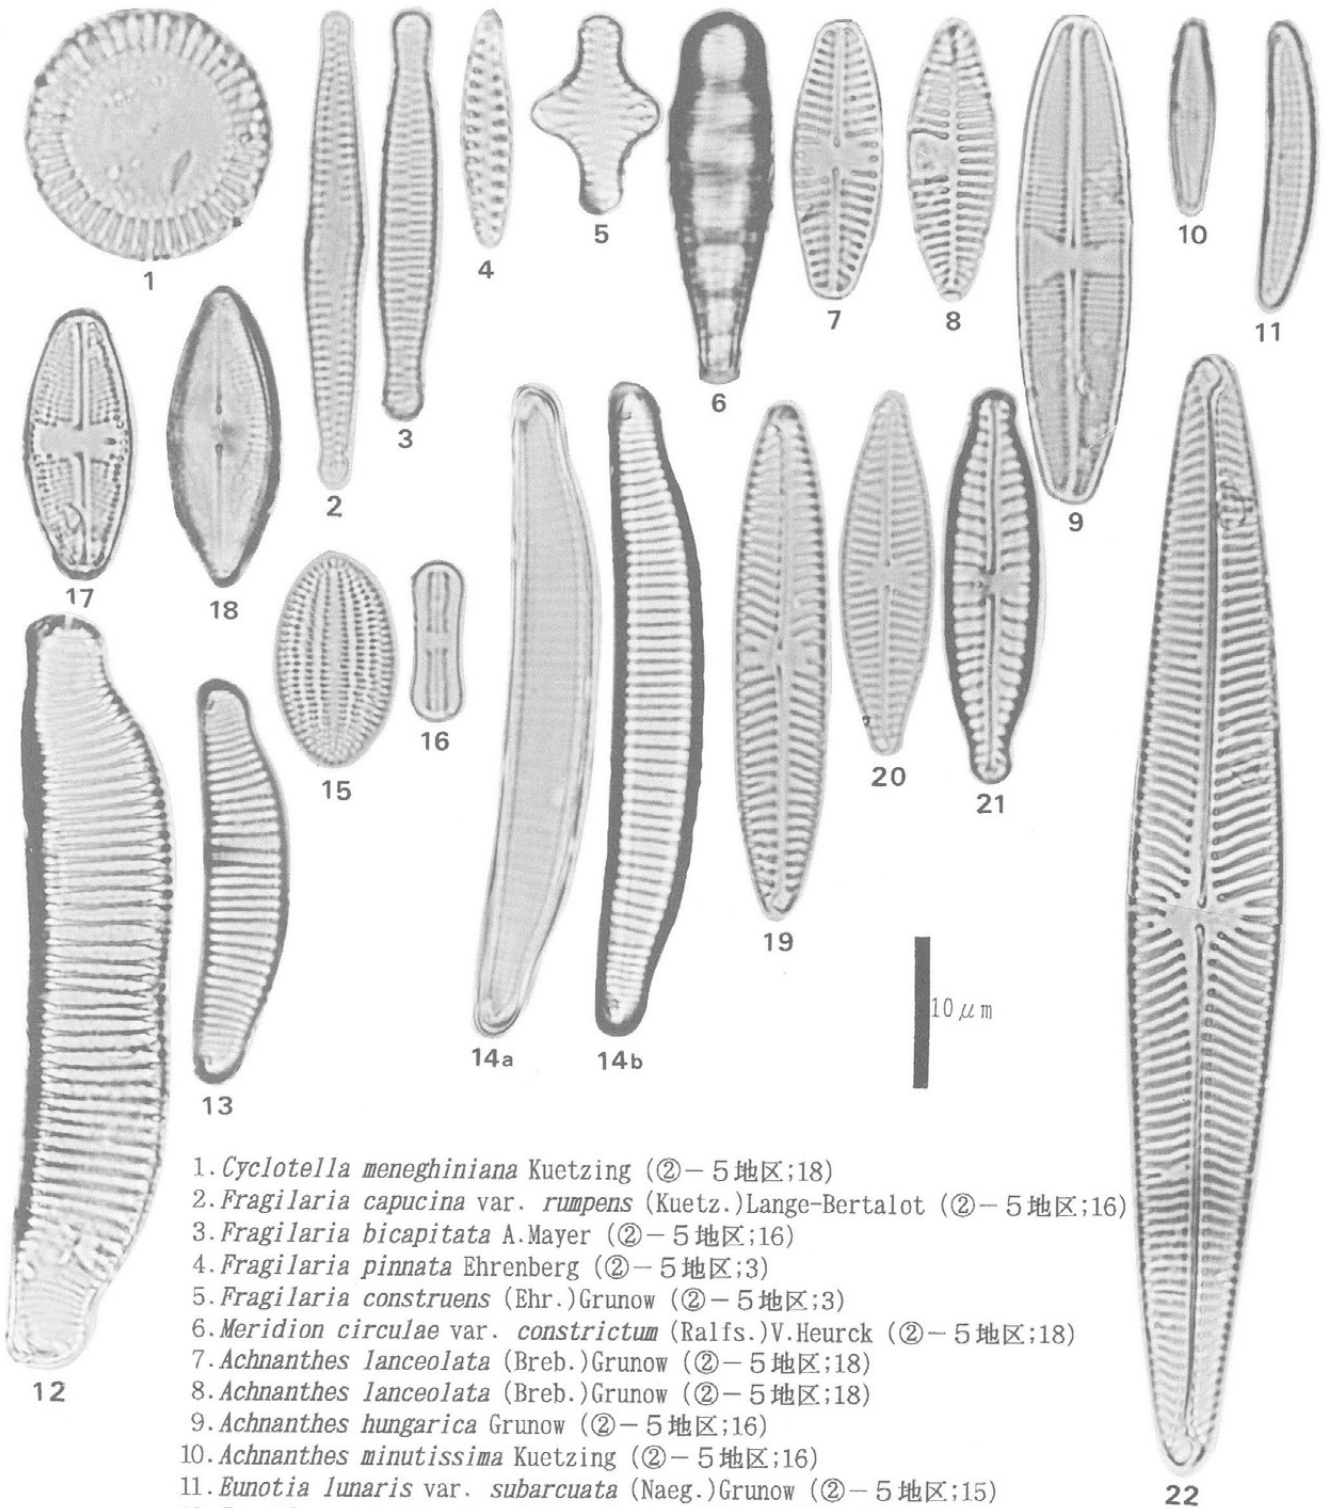 1
2
3
4
5
6
7
8
9
10
11
17
18
15
16
12
13
14a
14b
19
20
21
10μm
22
1.Cyclotella meneghiniana Kuetzing (②－5地区;18)
2.Fragilaria capucina var. rumpens (Kuetz.)Lange-Bertalot (②－5地区;16)
3.Fragilaria bicapitata A.Mayer (②－5地区;16)
4.Fragilaria pinnata Ehrenberg (②－5地区;3)
5.Fragilaria construens (Ehr.)Grunow (②－5地区;3)
6.Meridion circulae var. constrictum (Ralfs.)V.Heurck (②－5地区;18)
7.Achnanthes lanceolata (Breb.)Grunow (②－5地区;18)
8.Achnanthes lanceolata (Breb.)Grunow (②－5地区;18)
9.Achnanthes hungarica Grunow (②－5地区;16)
10.Achnanthes minutissima Kuetzing (②－5地区;16)
11.Eunotia lunaris var. subarcuata (Naeg.)Grunow (②－5地区;15)